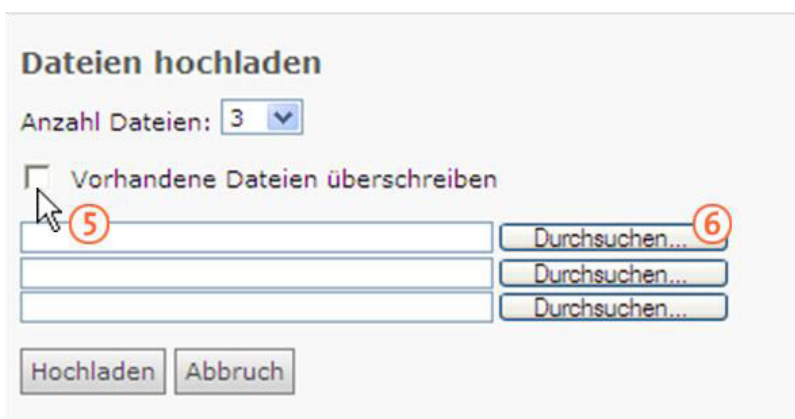 Dateien hochladen
Anzahl Dateien: 3
Vorhandene Dateien überschreiben
5
Durchsuchen... 6
Durchsuchen...
Durchsuchen...
Hochladen Abbruch